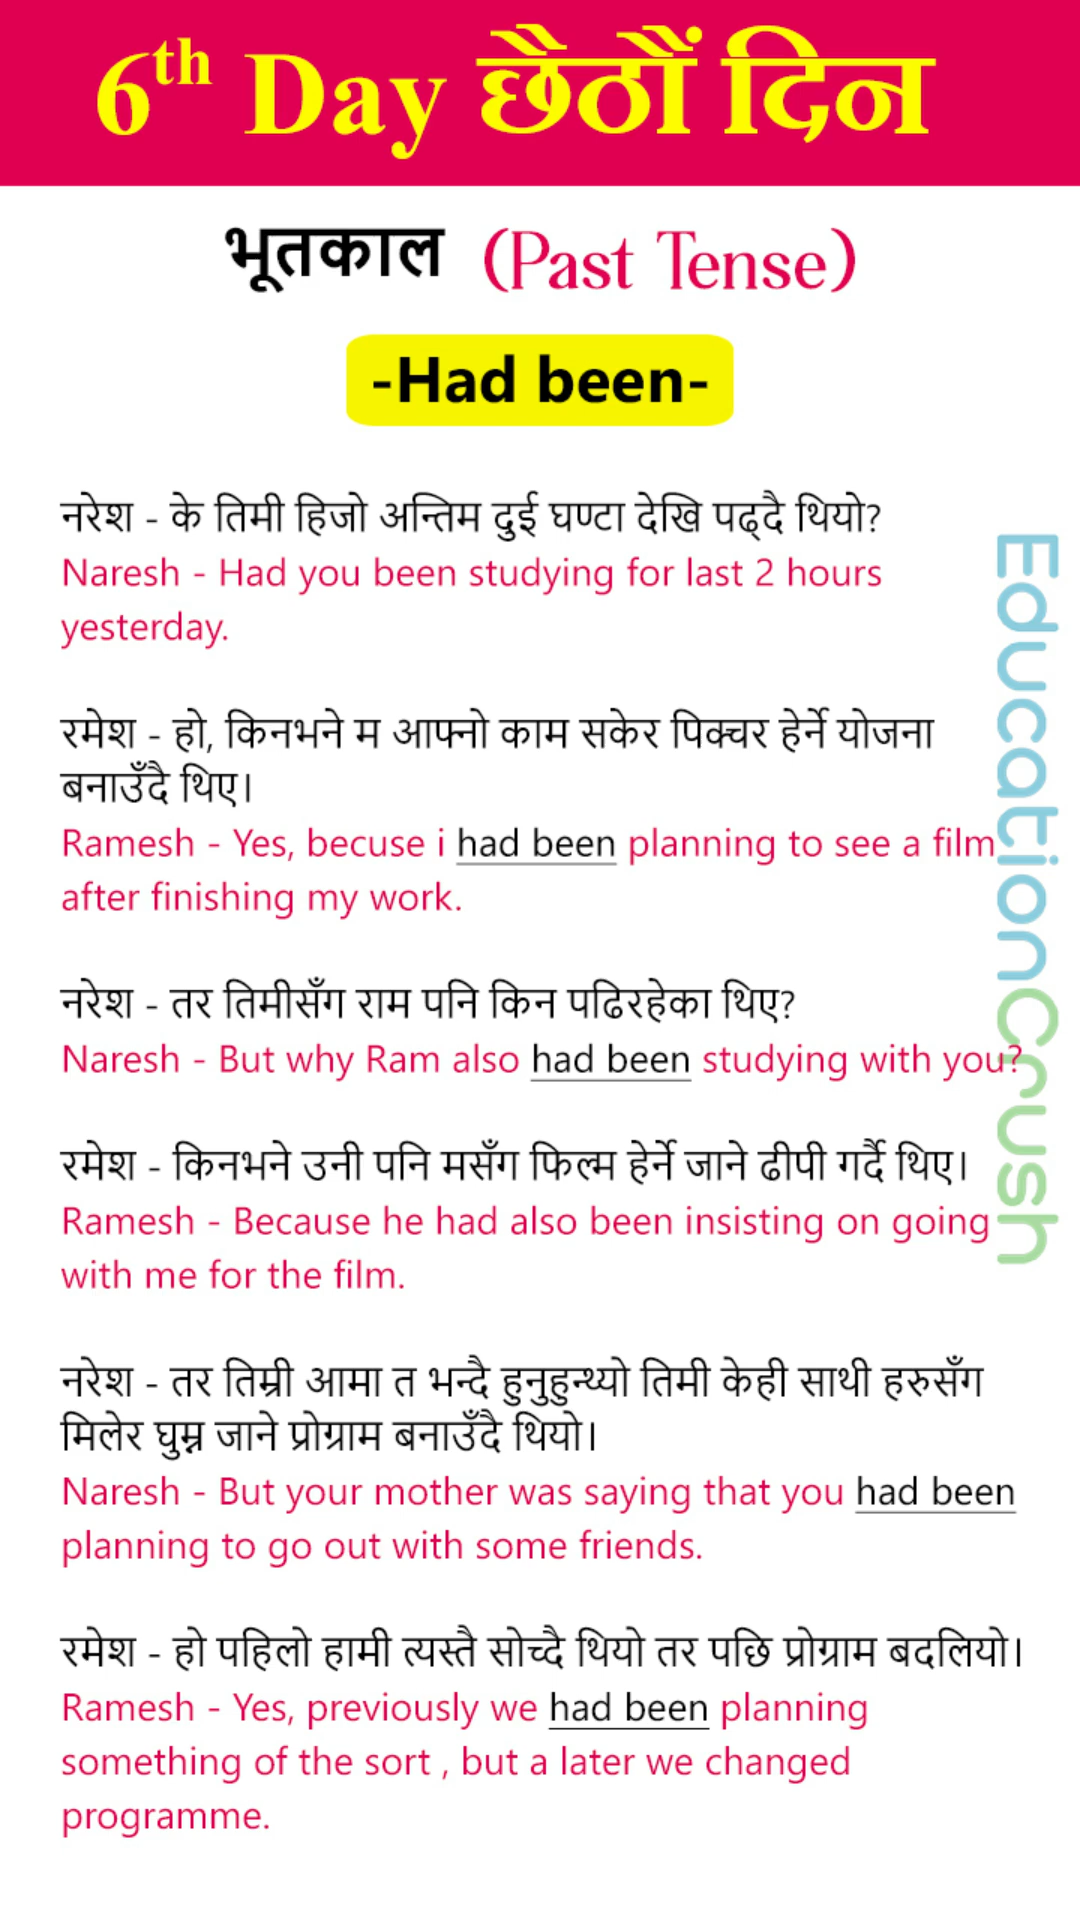 6th Day छैठौं दिन
भूतकाल (Past Tense)
-Had been-
नरेश - के तिमी हिजो अन्तिम दुई घण्टा देखि पढ्दै थियो?
Naresh - Had you been studying for last 2 hours
yesterday.
रमेश - हो, किनभने म आफ्नो काम सकेर पिक्चर हेर्ने योजना
बनाउँदै थिए।
Ramesh - Yes, becuse i had been planning to see a film
after finishing my work.
नरेश - तर तिमीसँग राम पनि किन पढिरहेका थिए?
Naresh - But why Ram also had been studying with you?
रमेश - किनभने उनी पनि मसँग फिल्म हेर्ने जाने ढीपी गर्दै थिए।
Ramesh - Because he had also been insisting on going
with me for the film.
नरेश - तर तिम्री आमा त भन्दै हुनुहुन्थ्यो तिमी केही साथी हरुसँग
मिलेर घुम्न जाने प्रोग्राम बनाउँदै थियो।
Naresh - But your mother was saying that you had been
planning to go out with some friends.
रमेश - हो पहिलो हामी त्यस्तै सोच्दै थियो तर पछि प्रोग्राम बदलियो।
Ramesh - Yes, previously we had been planning
something of the sort , but a later we changed
programme.
EducationCrush